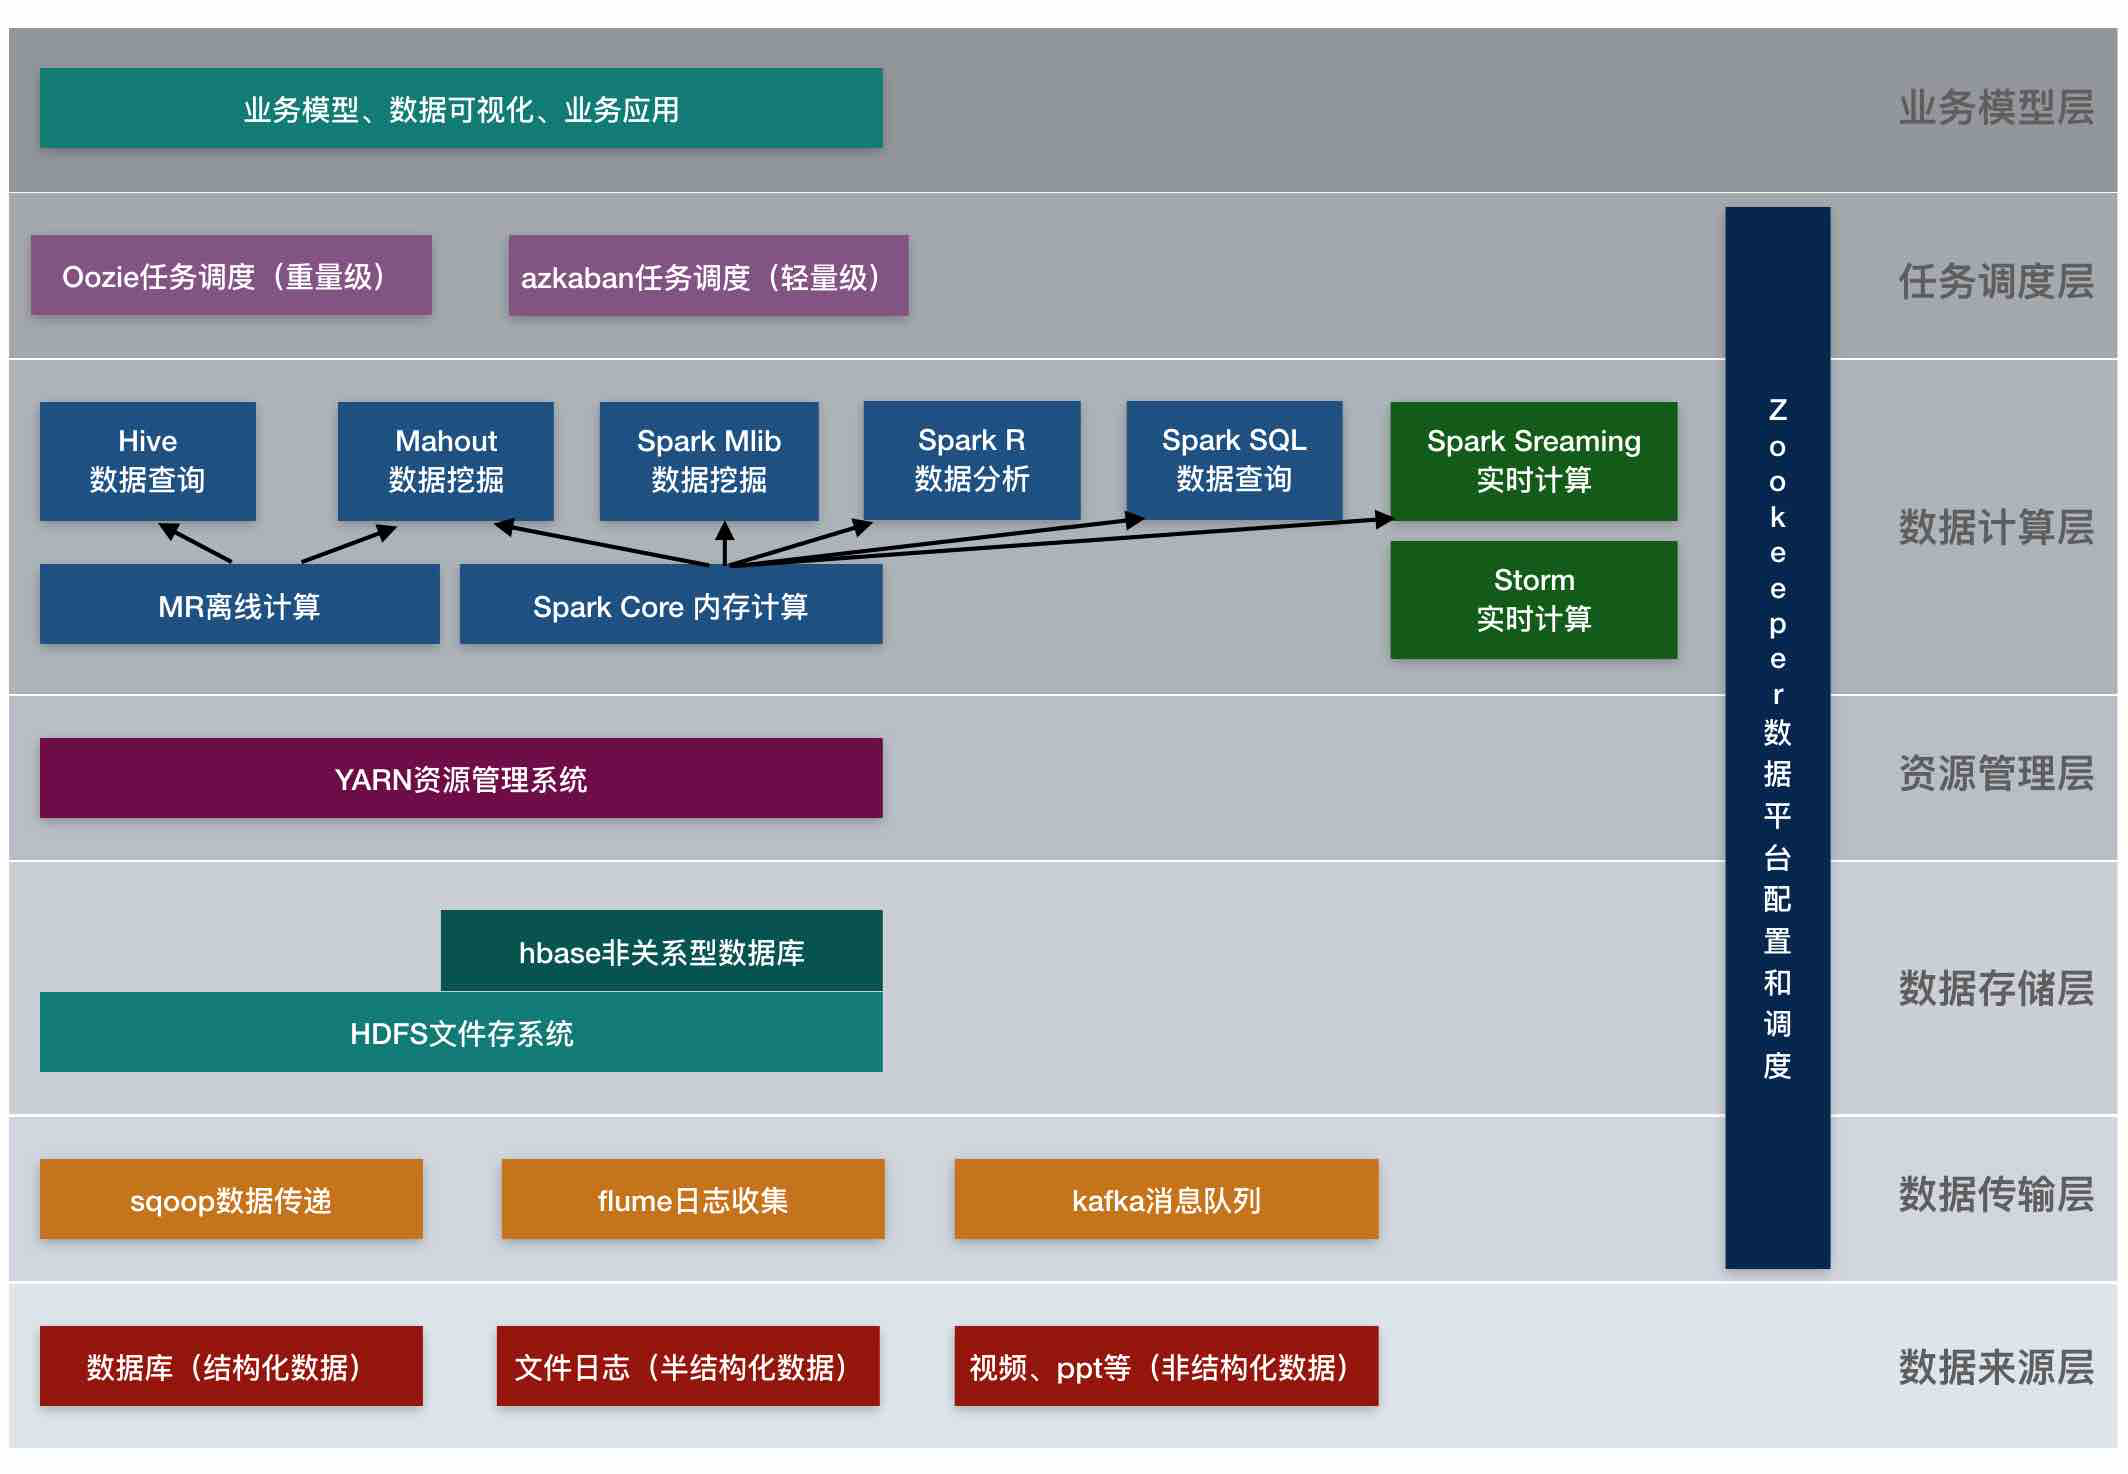 业务模型、数据可视化、业务应用
业务模型层
Oozie任务调度（重量级）
azkaban任务调度（轻量级）
任务调度层
Hive
数据查询
Mahout
数据挖掘
Spark Mlib
数据挖掘
Spark R
数据分析
Spark SQL
数据查询
Spark Sreaming
实时计算
MR离线计算
Spark Core 内存计算
Storm
实时计算
数据计算层
Zookeeper数据平台配置和调度
YARN资源管理系统
资源管理层
hbase非关系型数据库
HDFS文件存系统
数据存储层
sqoop数据传递
flume日志收集
kafka消息队列
数据传输层
数据库（结构化数据）
文件日志（半结构化数据）
视频、ppt等（非结构化数据）
数据来源层